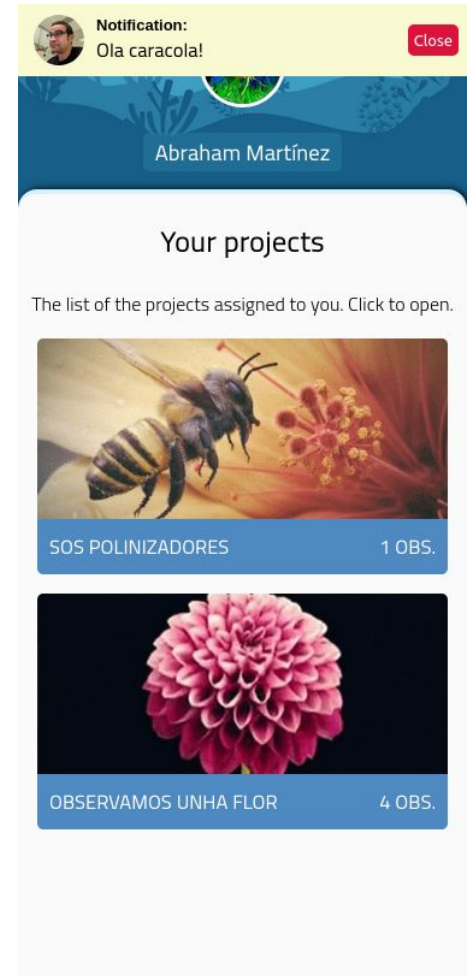 Notification:
Ola caracola!
Close
Abraham Martínez
Your projects
The list of the projects assigned to you. Click to open.
SOS POLINIZADORES
1 OBS.
OBSERVAMOS UNHA FLOR
4 OBS.